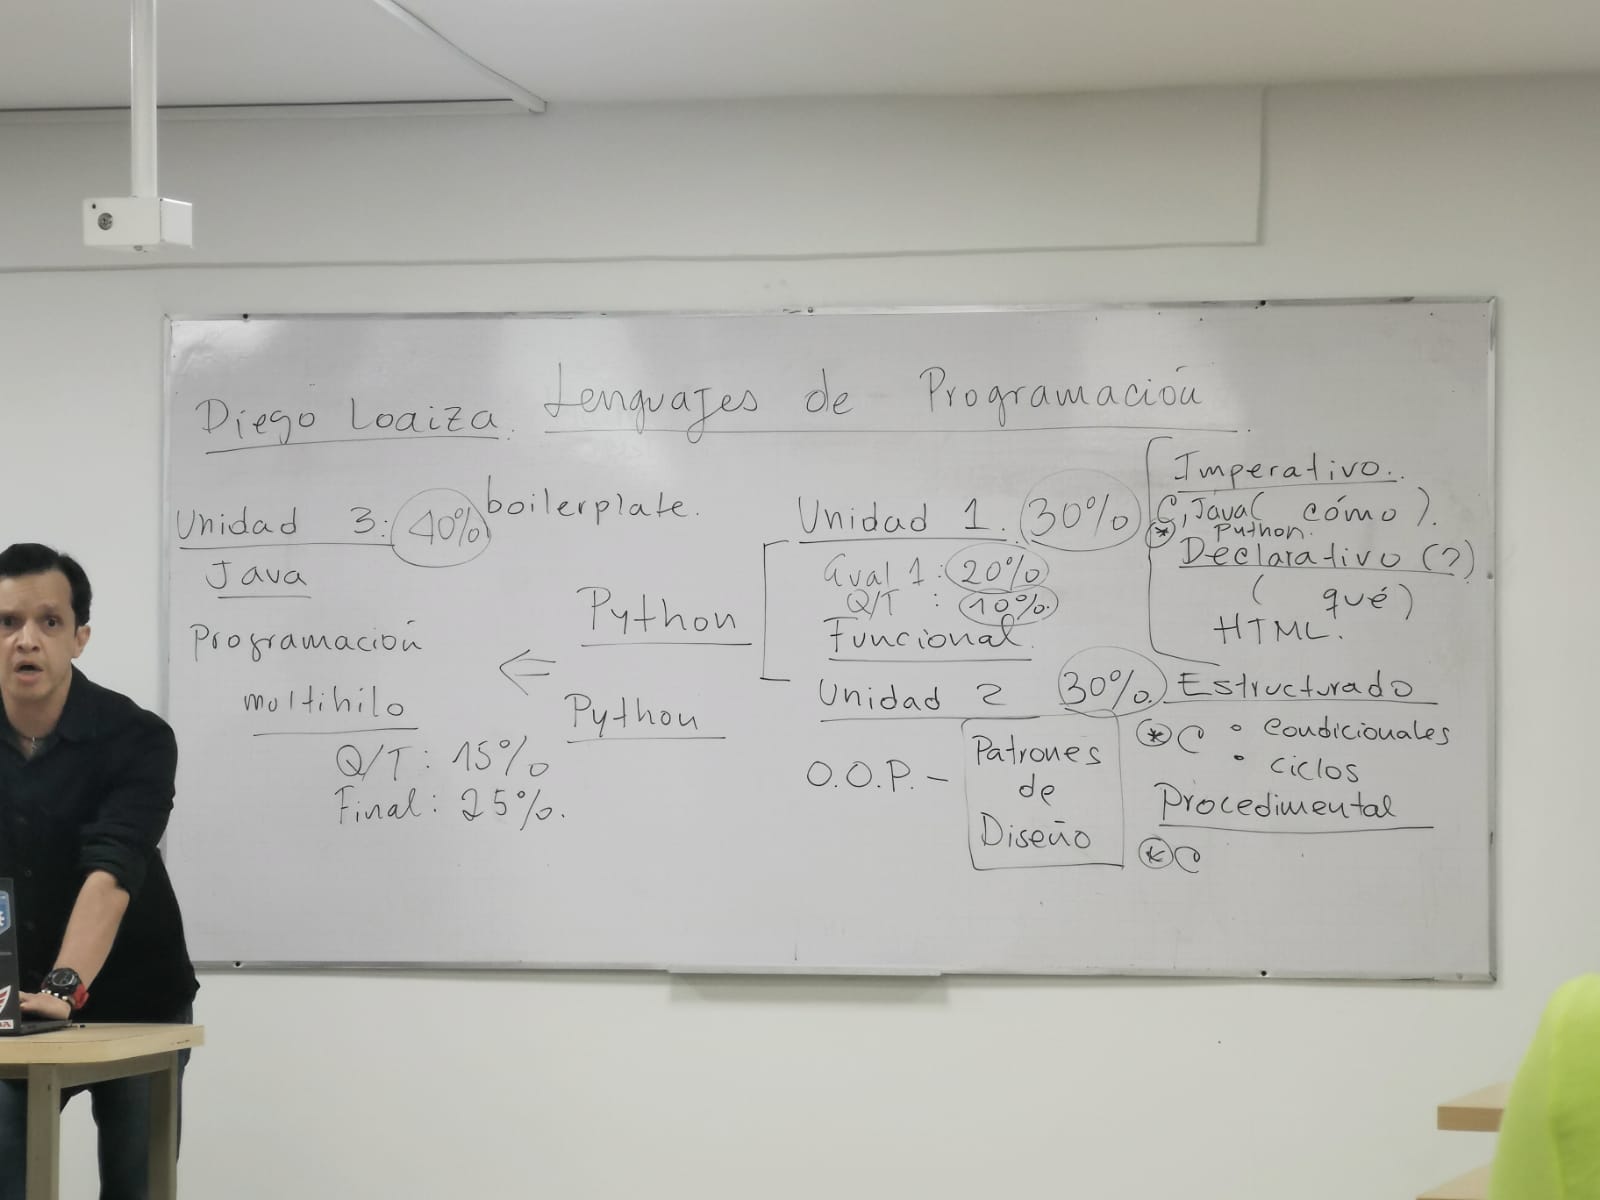 Diego Loaiza. Lenguajes de Programación
Unidad 3: 40% boilerplate.
Java
Programación
multihilo
Q/T: 15%
Final: 25%.
Python
Python
Unidad 1. 30%
Eval 1: 20%
Q/T : 10%.
Funcional
Unidad 2 30%.
O.O.P. -
Patrones
de
Diseño
Imperativo.
C, Java ( cómo ).
* Python.
Declarativo (?)
( qué )
HTML.
Estructurado
* C • condicionales
• ciclos
Procedimental
* C